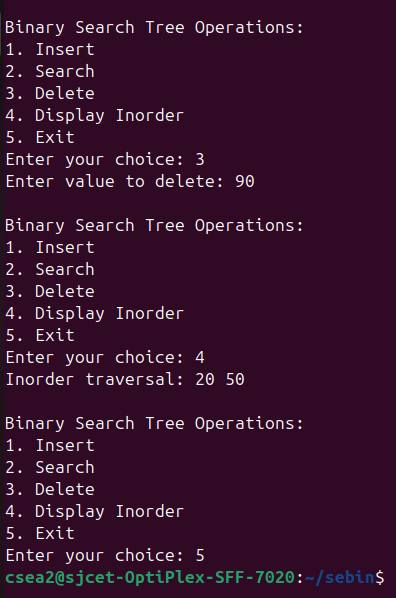 Binary Search Tree Operations:
1. Insert
2. Search
3. Delete
4. Display Inorder
5. Exit
Enter your choice: 3
Enter value to delete: 90

Binary Search Tree Operations:
1. Insert
2. Search
3. Delete
4. Display Inorder
5. Exit
Enter your choice: 4
Inorder traversal: 20 50

Binary Search Tree Operations:
1. Insert
2. Search
3. Delete
4. Display Inorder
5. Exit
Enter your choice: 5
csea2@sjcet-OptiPlex-SFF-7020:~/sebin$